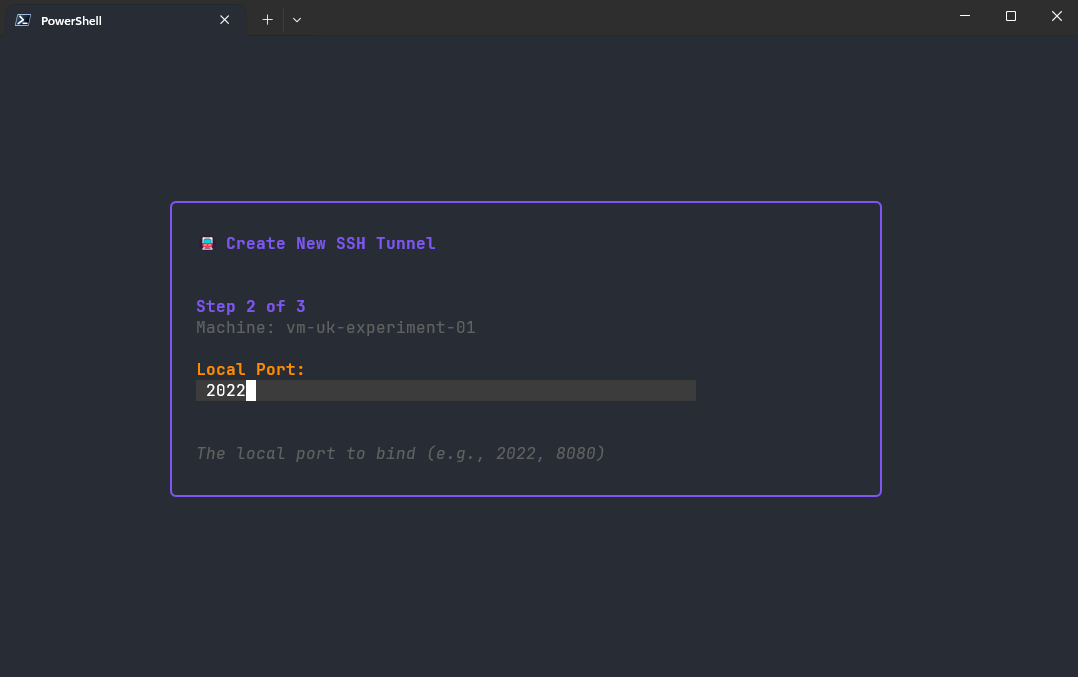 PowerShell
Create New SSH Tunnel
Step 2 of 3
Machine: vm-uk-experiment-01
Local Port:
2022
The local port to bind (e.g., 2022, 8080)